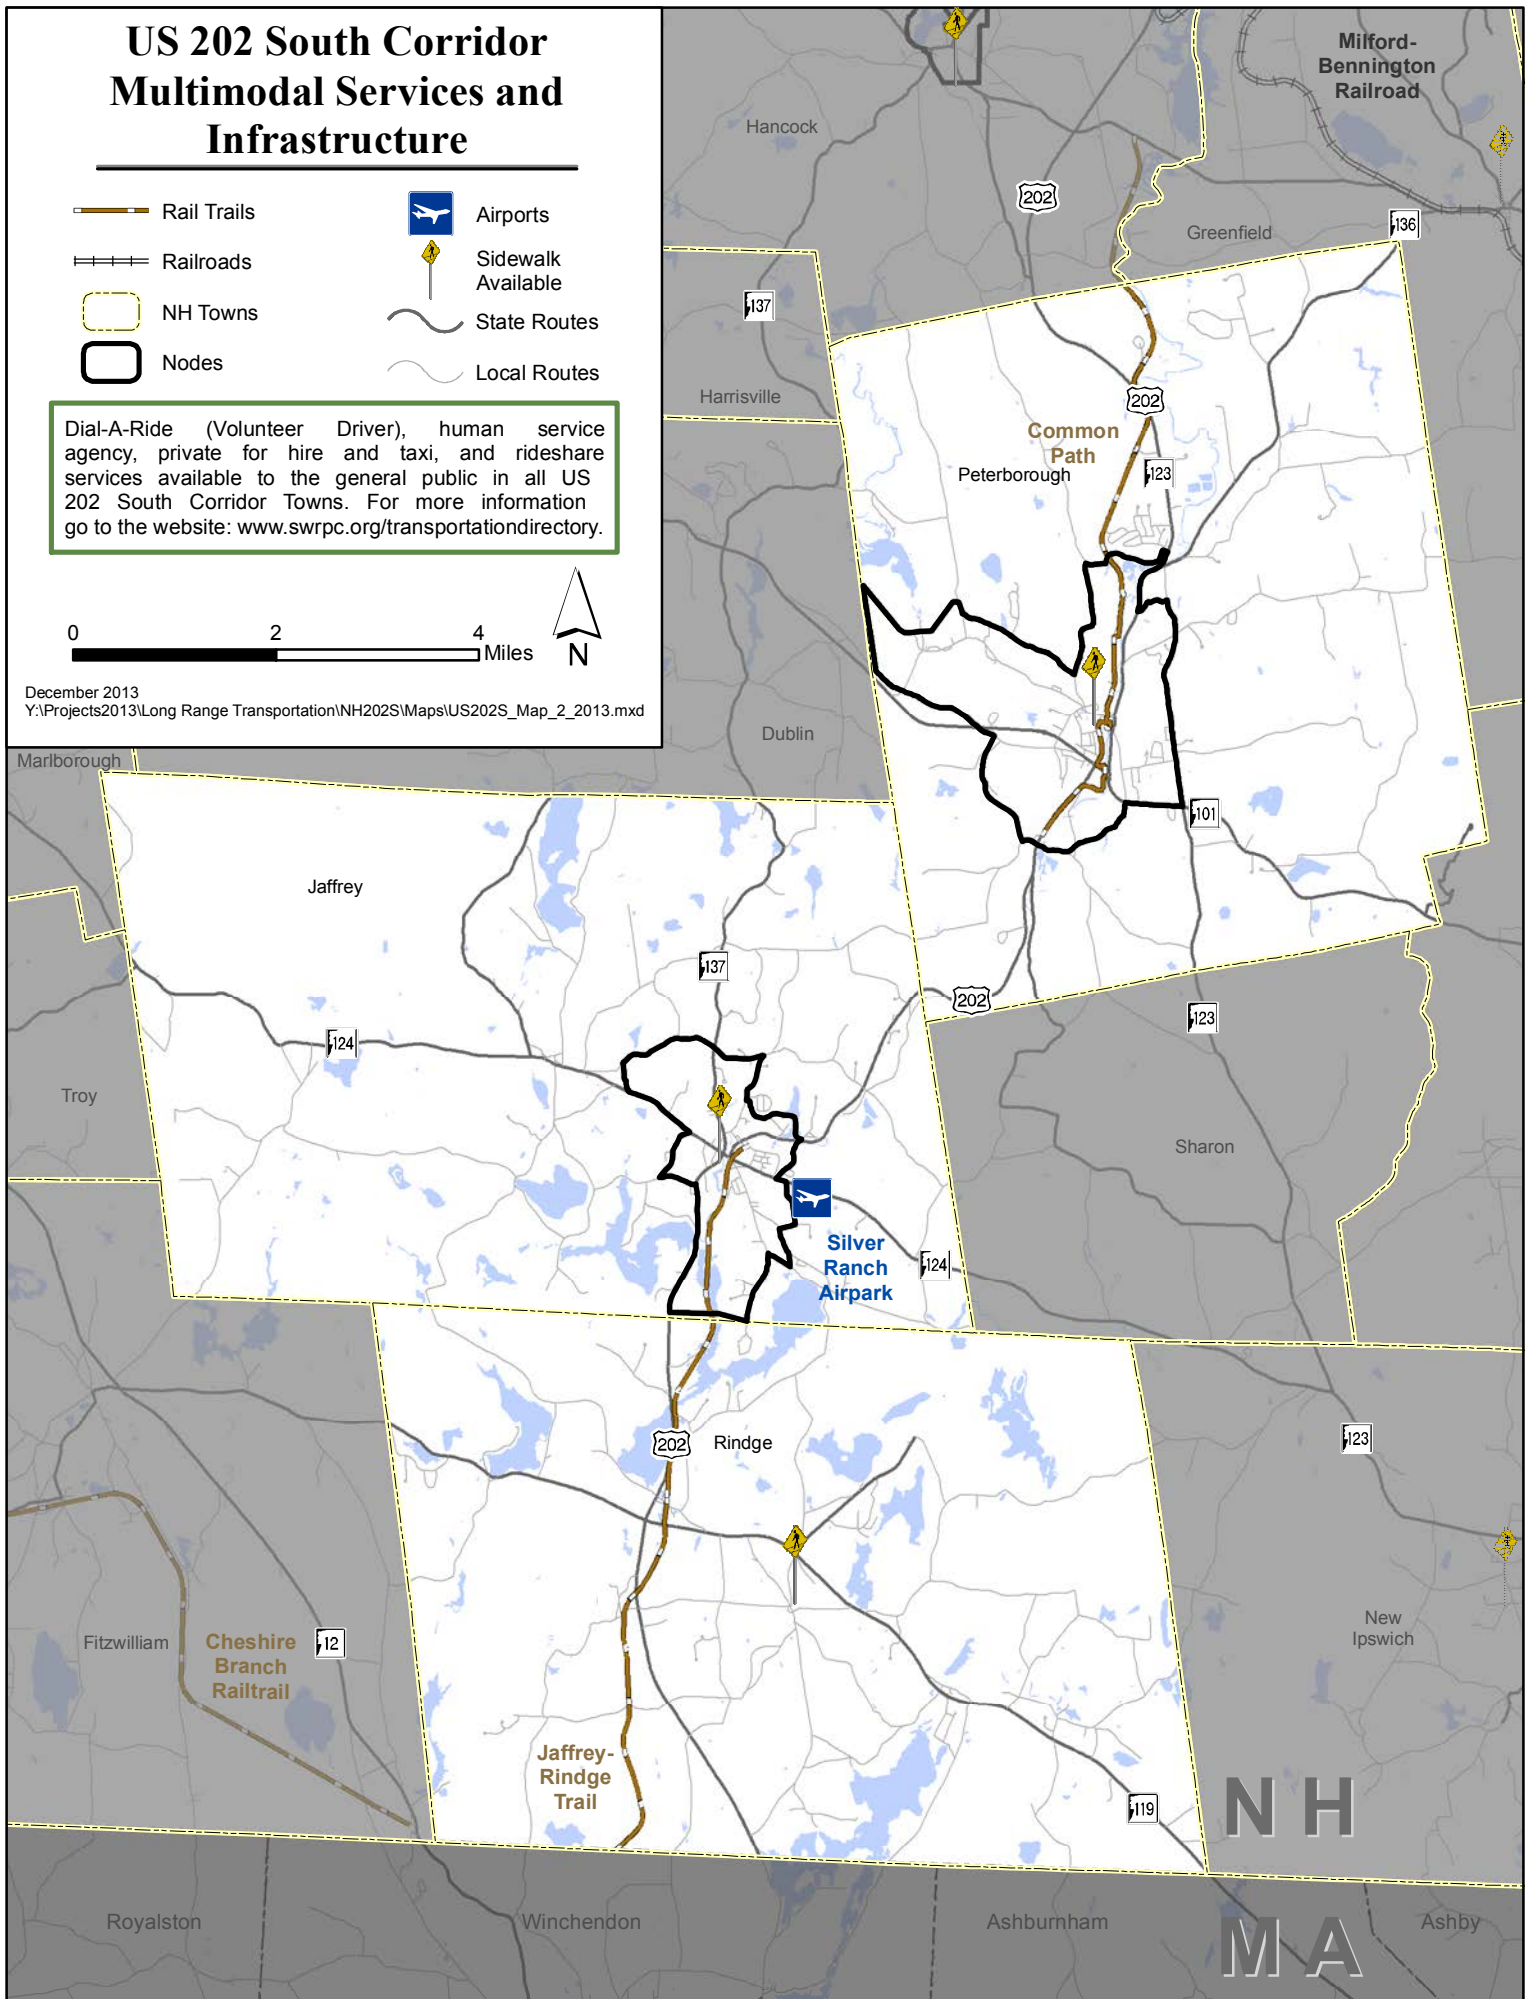 US 202 South Corridor
Multimodal Services and
Infrastructure
Rail Trails
Railroads
NH Towns
Nodes
Airports
Sidewalk
Available
State Routes
Local Routes
Dial-A-Ride (Volunteer Driver), human service
agency, private for hire and taxi, and rideshare
services available to the general public in all US
202 South Corridor Towns. For more information
go to the website: www.swrpc.org/transportationdirectory.
0 2 4
Miles
N
December 2013
Y:\Projects2013\Long Range Transportation\NH202S\Maps\US202S_Map_2_2013.mxd
Milford-
Bennington
Railroad
Hancock
202
136
Greenfield
137
Harrisville
202
Common
Path
Peterborough
123
Dublin
Marlborough
101
Jaffrey
137
202
123
124
Troy
Sharon
Silver
Ranch
Airpark
124
202
Rindge
123
Fitzwilliam
Cheshire
Branch
Railtrail
12
New
Ipswich
Jaffrey-
Rindge
Trail
119
NH
Royalston
Winchendon
Ashburnham
Ashby
MA